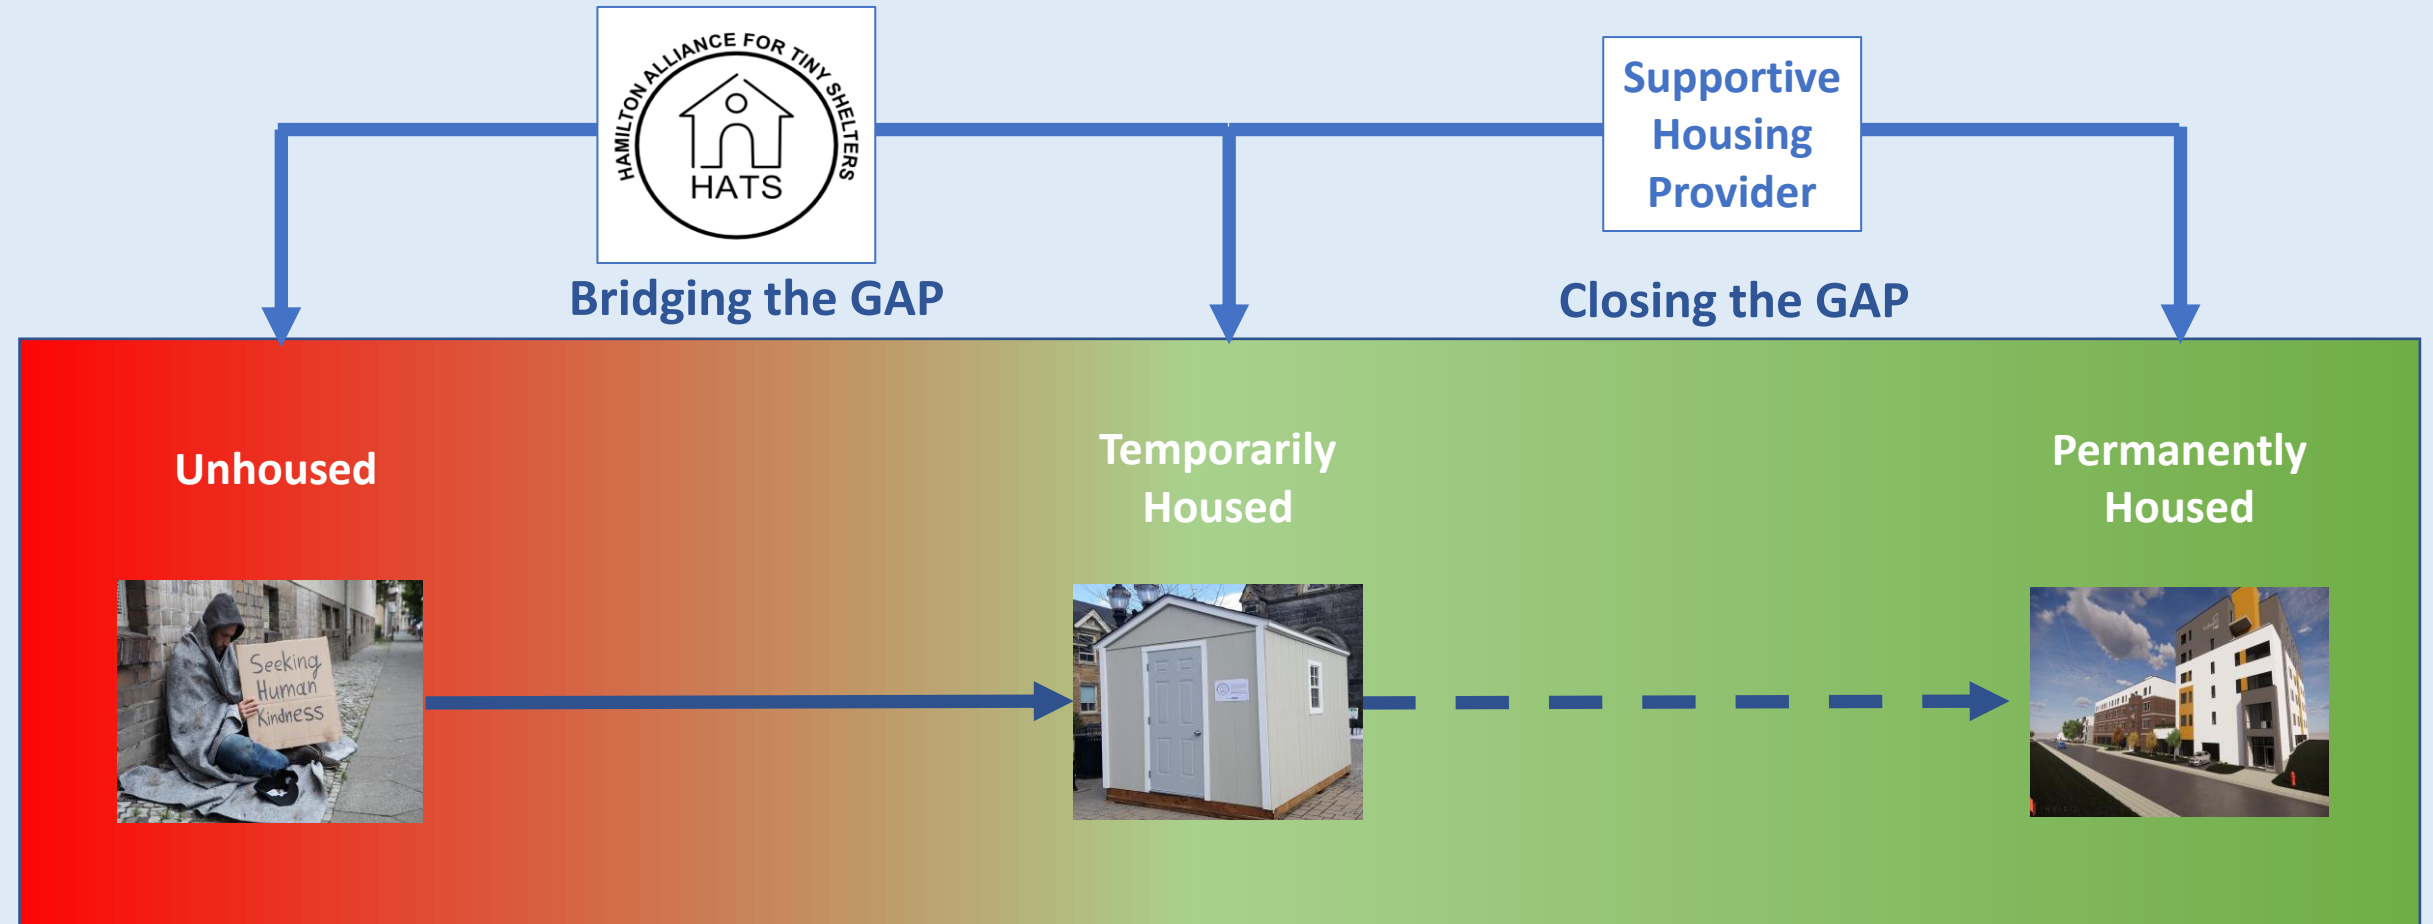 HAMILTON ALLIANCE FOR TINY SHELTERS
HATS
Supportive
Housing
Provider
Bridging the GAP
Closing the GAP
Unhoused
Temporarily
Housed
Permanently
Housed
Seeking
Human
Kindness